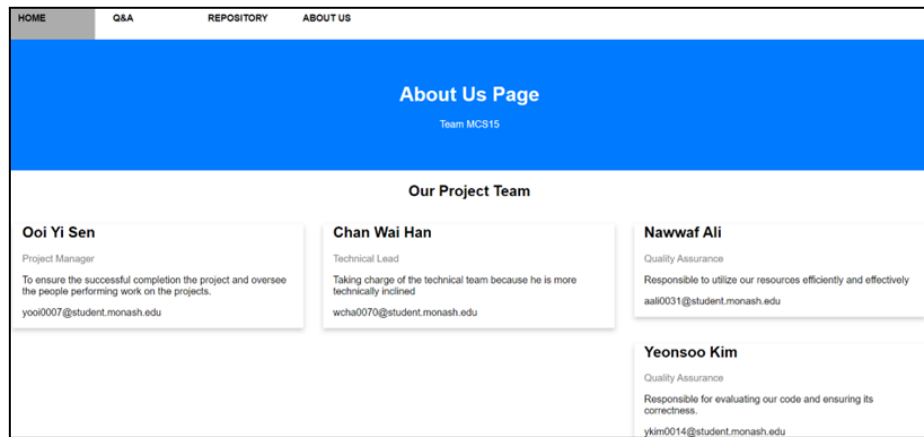 HOME Q&A REPOSITORY ABOUT US
About Us Page
Team MCS15
Our Project Team
Ooi Yi Sen
Project Manager
To ensure the successful completion the project and oversee
the people performing work on the projects.
yooi0007@student.monash.edu
Chan Wai Han
Technical Lead
Taking charge of the technical team because he is more
technically inclined
wcha0070@student.monash.edu
Nawwaf Ali
Quality Assurance
Responsible to utilize our resources efficiently and effectively
aali0031@student.monash.edu
Yeonsoo Kim
Quality Assurance
Responsible for evaluating our code and ensuring its
correctness.
ykim0014@student.monash.edu